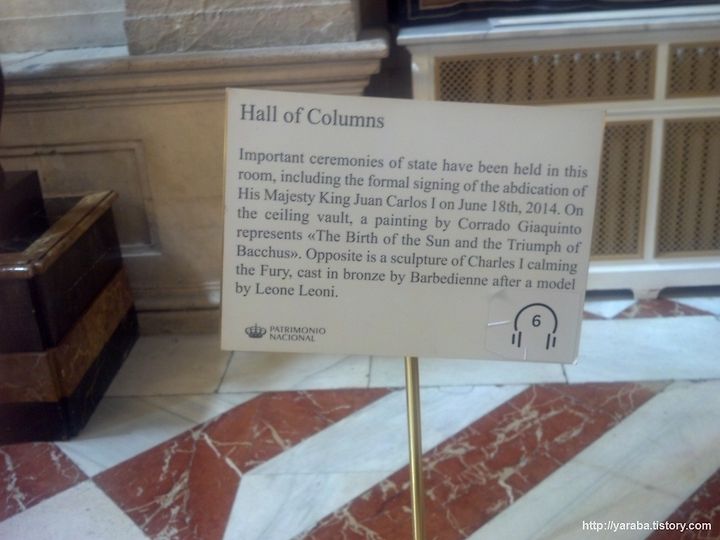 Hall of Columns
Important ceremonies of state have been held in this
room, including the formal signing of the abdication of
His Majesty King Juan Carlos I on June 18th, 2014. On
the ceiling vault, a painting by Corrado Giaquinto
represents «The Birth of the Sun and the Triumph of
Bacchus». Opposite is a sculpture of Charles I calming
the Fury, cast in bronze by Barbedienne after a model
by Leone Leoni.
6
PATRIMONIO
NACIONAL
http://yaraba.tistory.com